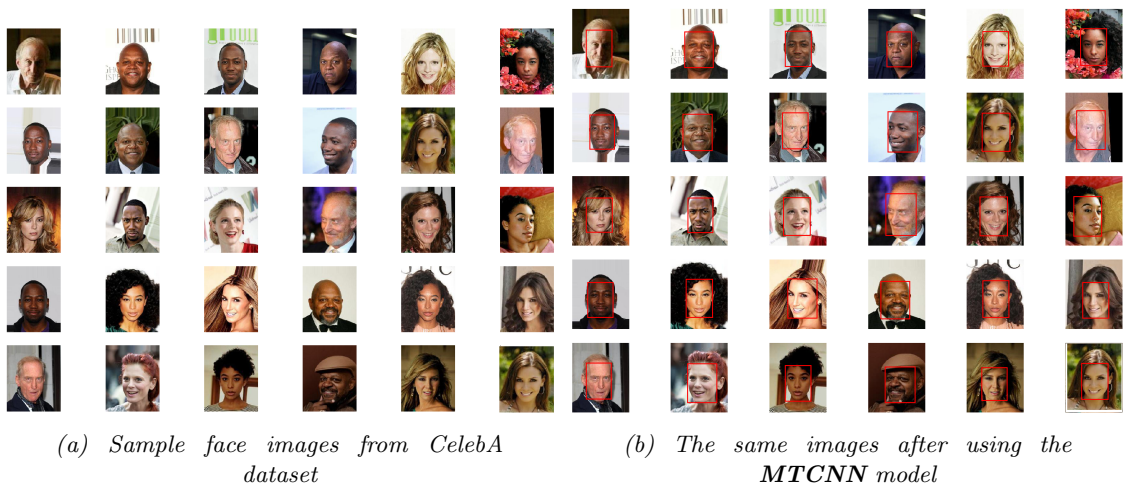 (a) Sample face images from CelebA
dataset
(b) The same images after using the
MTCNN model